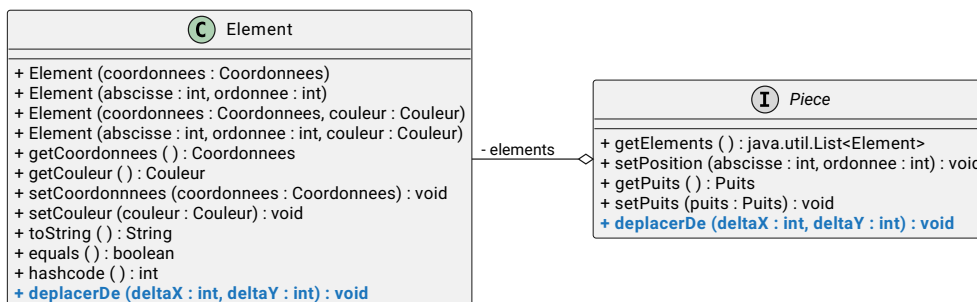 C Element
+ Element (coordonnees : Coordonnees)
+ Element (abscisse : int, ordonnee : int)
+ Element (coordonnees : Coordonnees, couleur : Couleur)
+ Element (abscisse : int, ordonnee : int, couleur : Couleur)
+ getCoordonnees ( ) : Coordonnees
+ getCouleur ( ) : Couleur
+ setCoordonnnees (coordonnees : Coordonnees) : void
+ setCouleur (couleur : Couleur) : void
+ toString ( ) : String
+ equals ( ) : boolean
+ hashcode ( ) : int
+ deplacerDe (deltaX : int, deltaY : int) : void
- elements
I Piece
+ getElements ( ) : java.util.List<Element>
+ setPosition (abscisse : int, ordonnee : int) : void
+ getPuits ( ) : Puits
+ setPuits (puits : Puits) : void
+ deplacerDe (deltaX : int, deltaY : int) : void